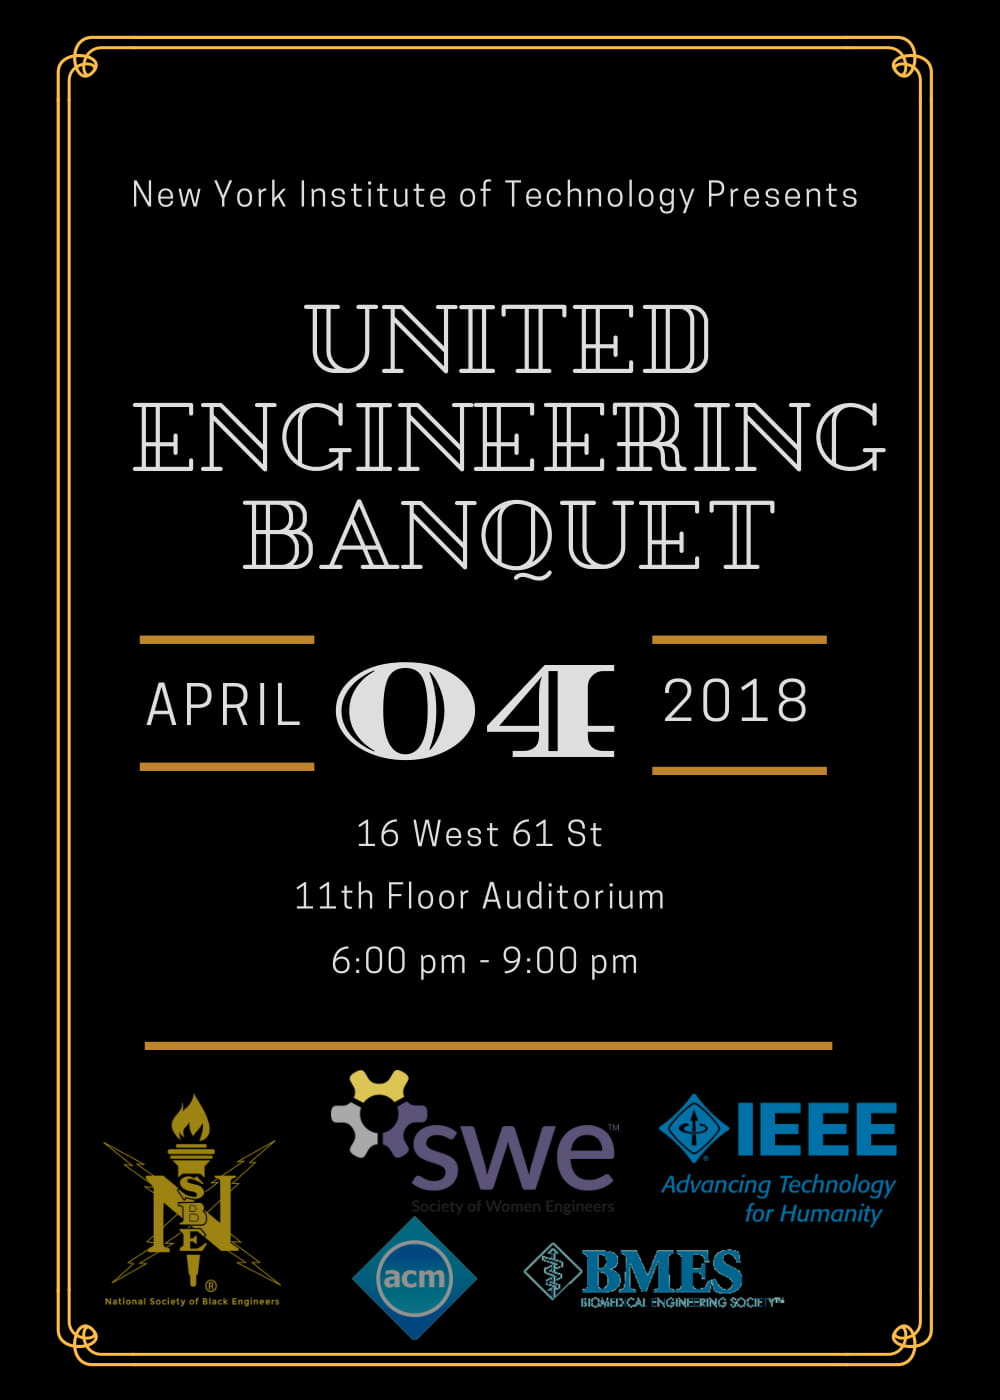 New York Institute of Technology Presents
UNITED
ENGINEERING
BANQUET
APRIL 04 2018
16 West 61 St
11th Floor Auditorium
6:00 pm - 9:00 pm
NSBE®
National Society of Black Engineers
swe™
Society of Women Engineers
IEEE®
Advancing Technology
for Humanity
acm
BMES
BIOMEDICAL ENGINEERING SOCIETY™